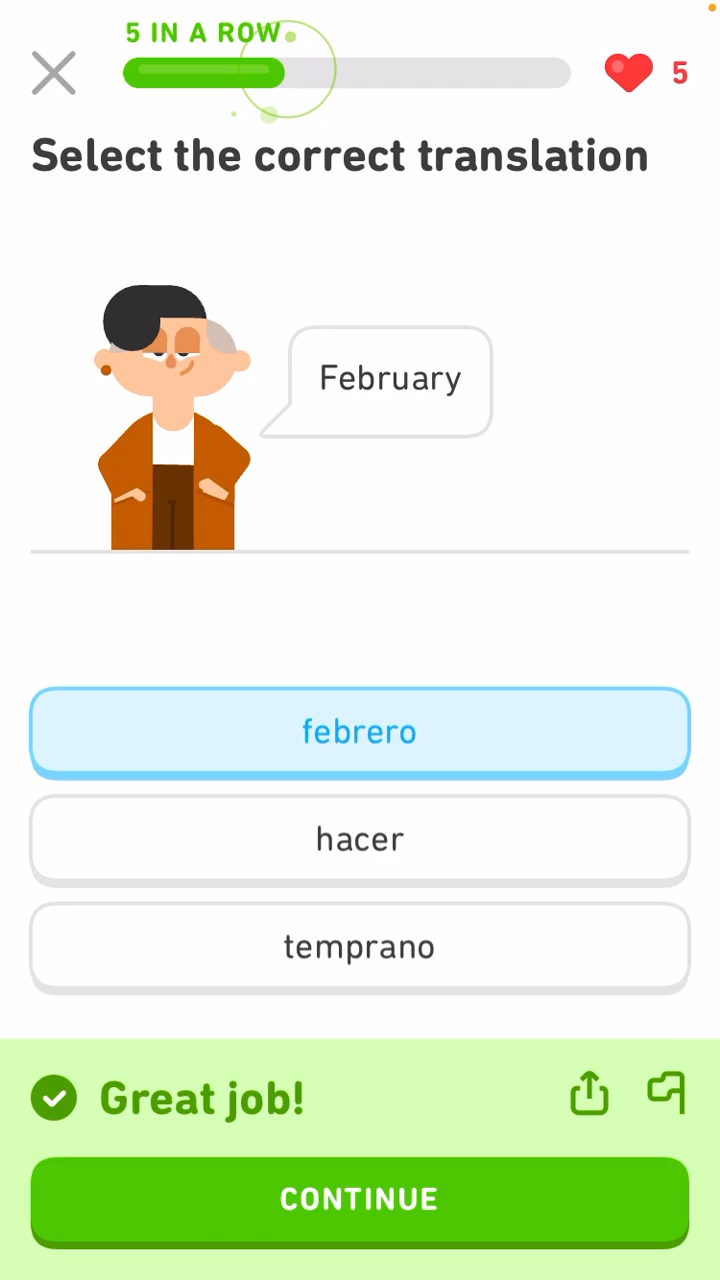 5 IN A ROW
5
Select the correct translation
February
febrero
hacer
temprano
Great job!
CONTINUE